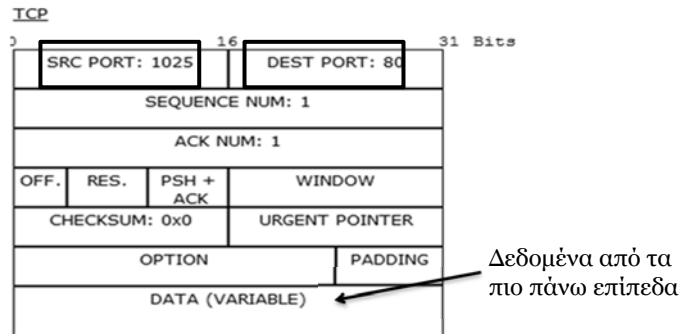 TCP
0 16 31 Bits
SRC PORT: 1025 DEST PORT: 80
SEQUENCE NUM: 1
ACK NUM: 1
OFF. RES. PSH + WINDOW
ACK
CHECKSUM: 0x0 URGENT POINTER
OPTION PADDING
DATA (VARIABLE)
Δεδομένα από τα
πιο πάνω επίπεδα